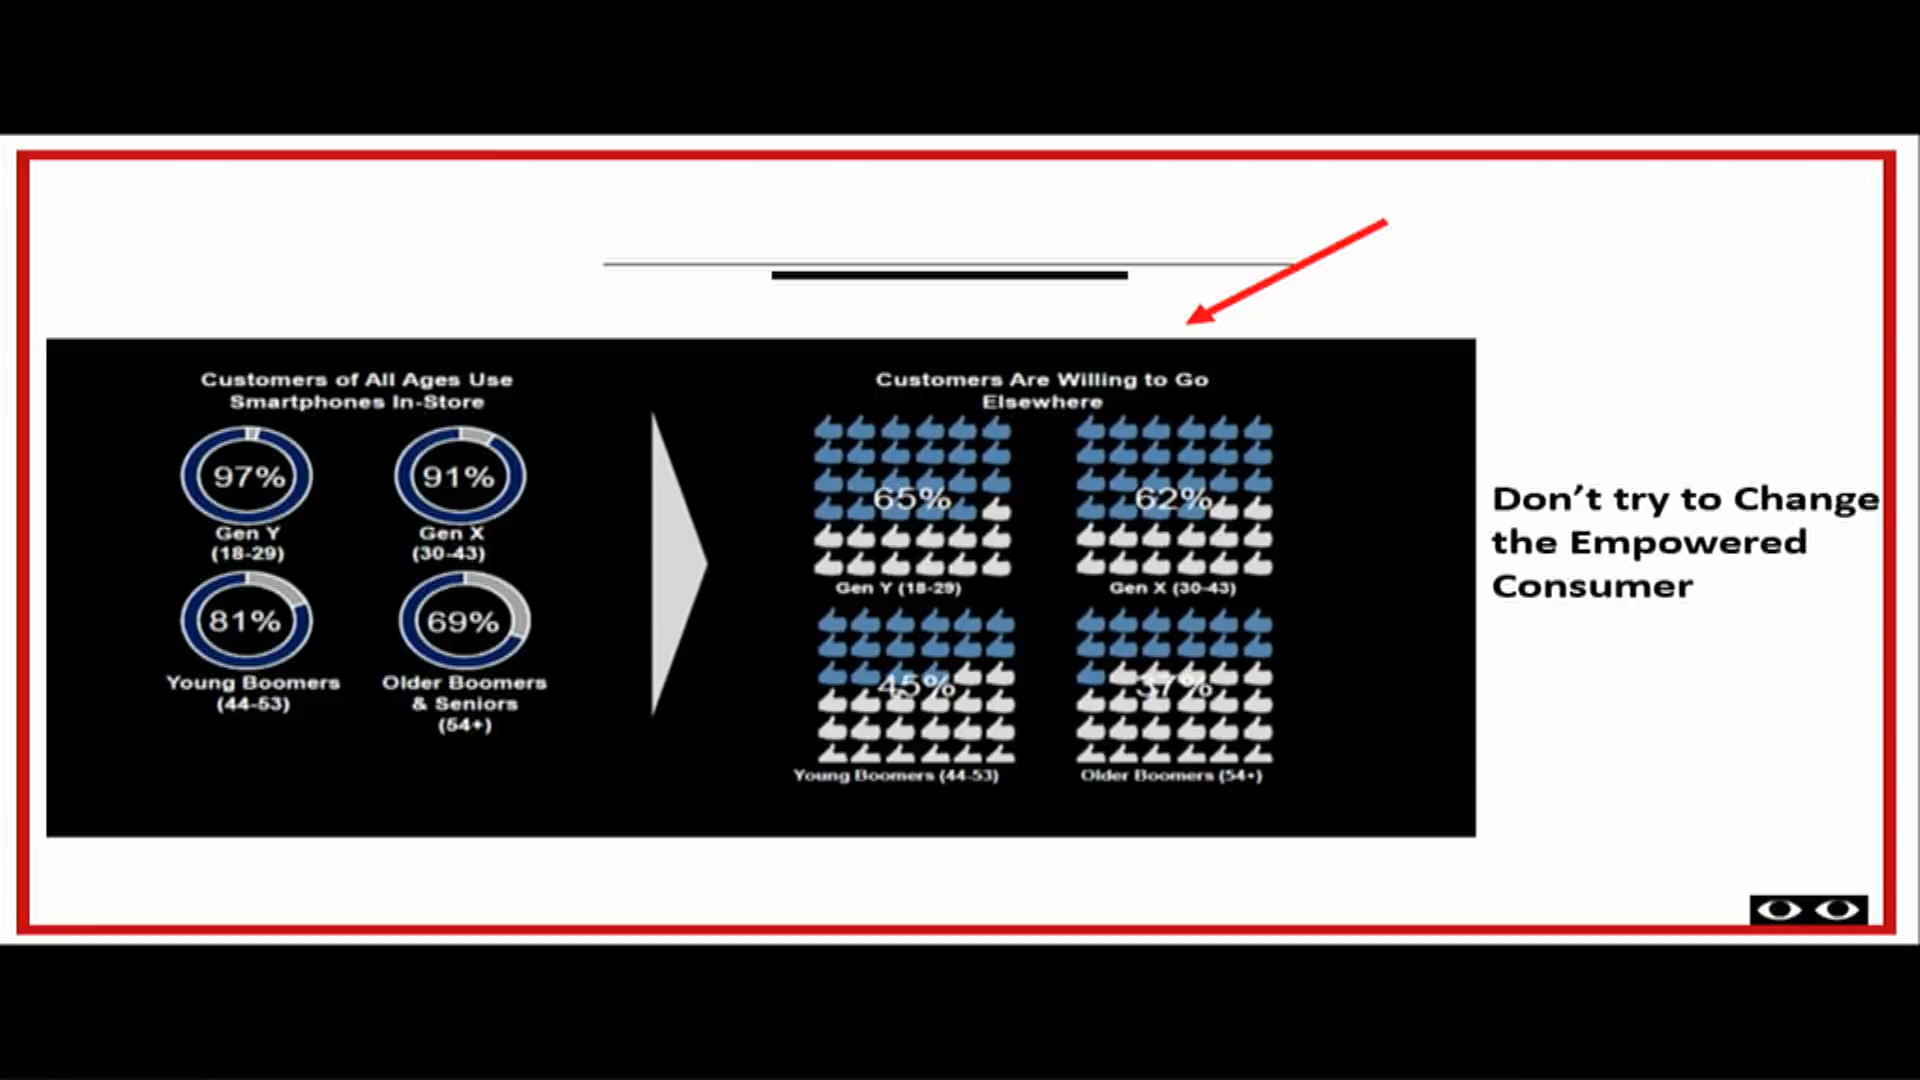 Customers of All Ages Use
Smartphones In-Store
97%
Gen Y
(18-29)
91%
Gen X
(30-43)
81%
Young Boomers
(44-53)
69%
Older Boomers
& Seniors
(54+)
Customers Are Willing to Go
Elsewhere
65%
Gen Y (18-29)
62%
Gen X (30-43)
45%
Young Boomers (44-53)
37%
Older Boomers (54+)
Don’t try to Change
the Empowered
Consumer